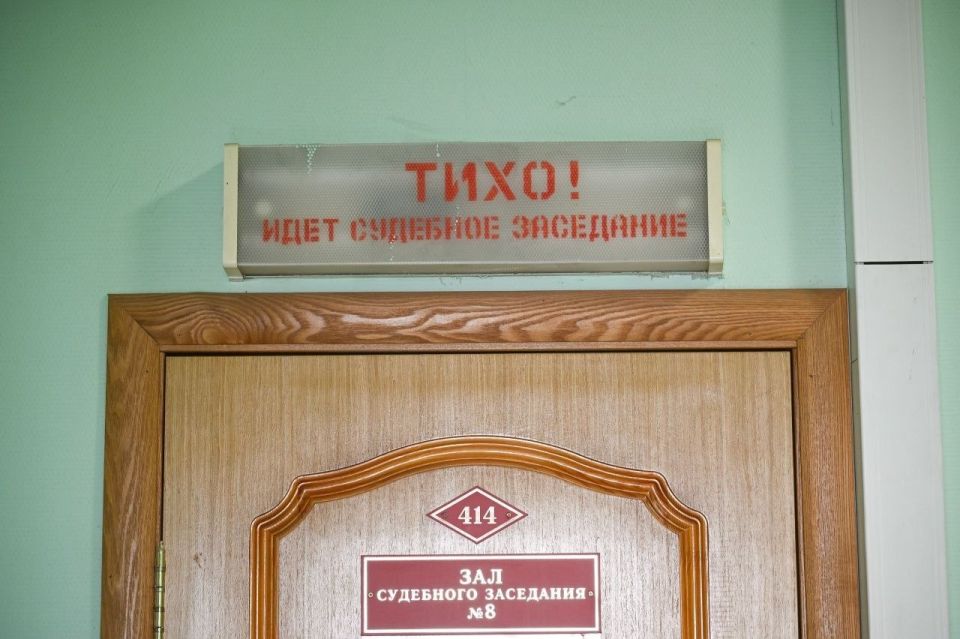 ТИХО!
ИДЕТ СУДЕБНОЕ ЗАСЕДАНИЕ
414
ЗАЛ
СУДЕБНОГО ЗАСЕДАНИЯ
№8